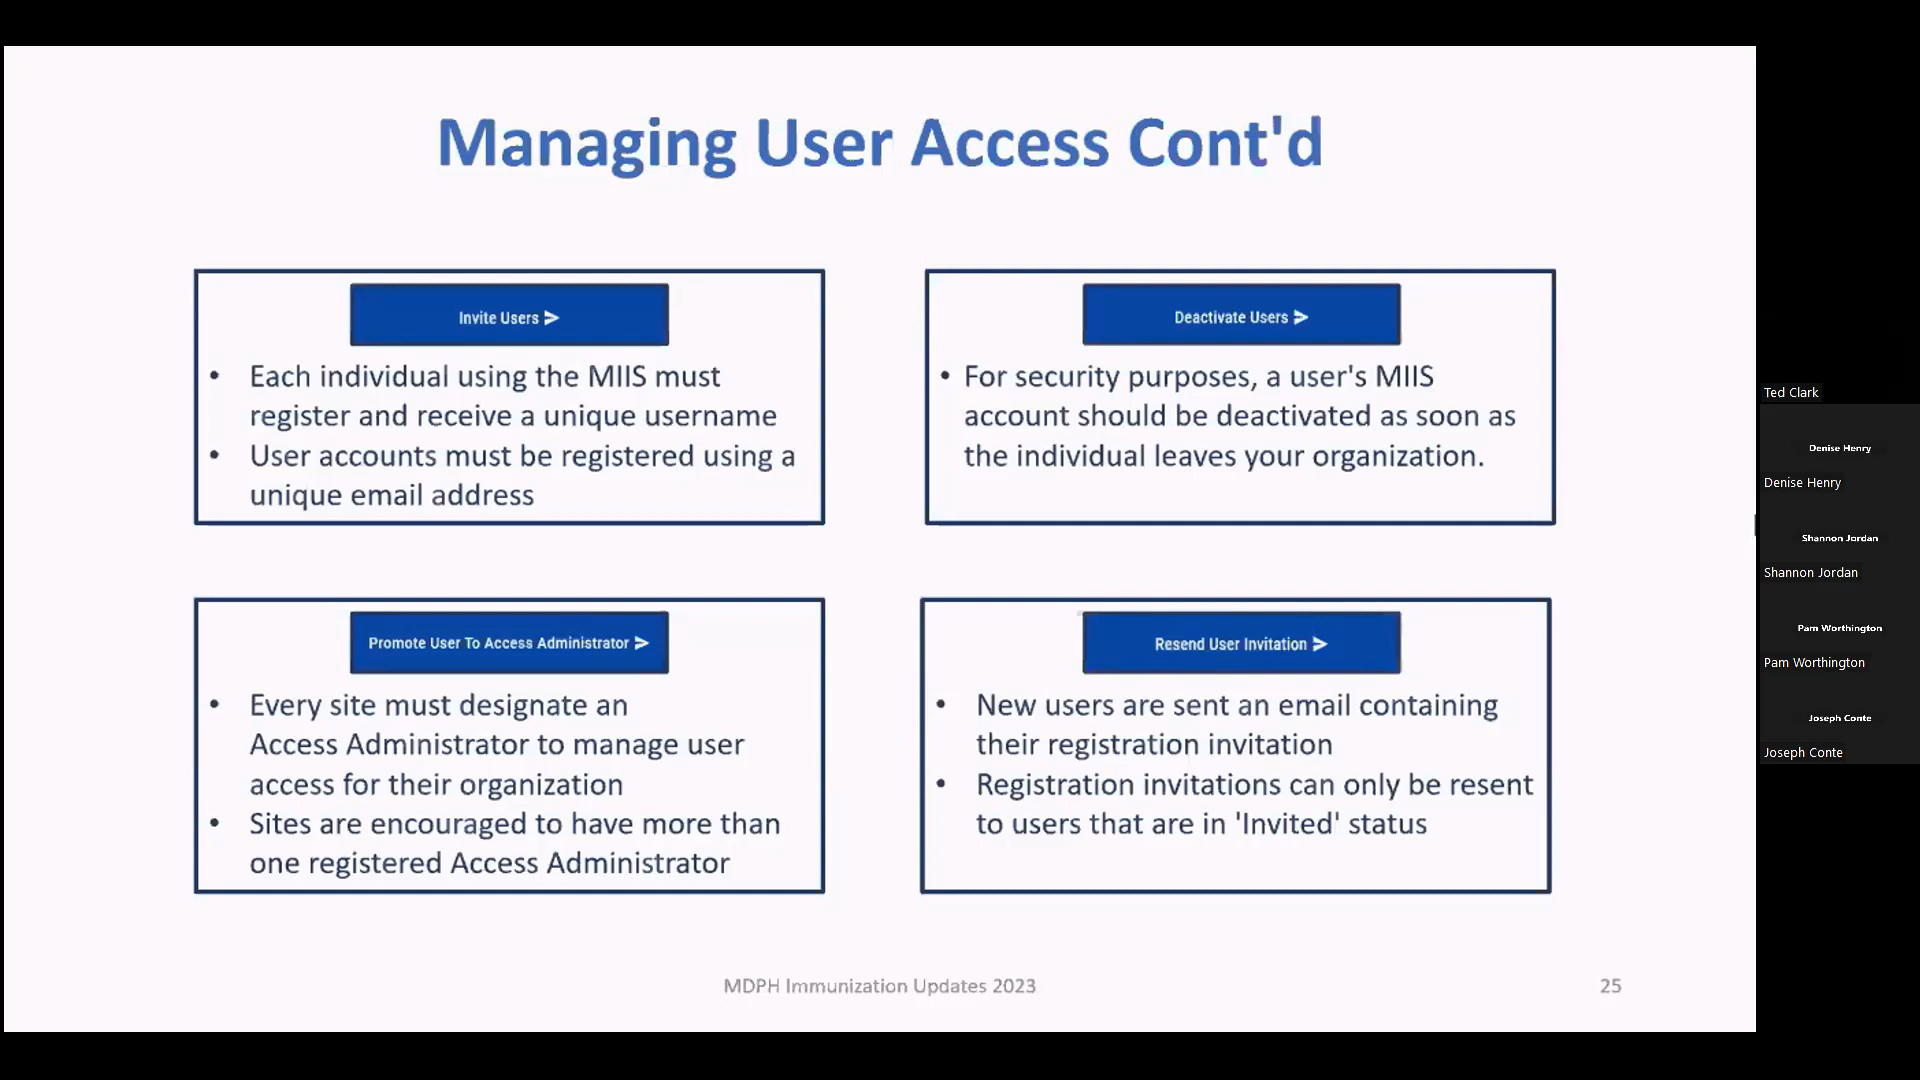 Managing User Access Cont'd
Invite Users
• Each individual using the MIIS must
register and receive a unique username
• User accounts must be registered using a
unique email address
Deactivate Users
• For security purposes, a user's MIIS
account should be deactivated as soon as
the individual leaves your organization.
Promote User To Access Administrator
• Every site must designate an
Access Administrator to manage user
access for their organization
• Sites are encouraged to have more than
one registered Access Administrator
Resend User Invitation
• New users are sent an email containing
their registration invitation
• Registration invitations can only be resent
to users that are in 'Invited' status
MDPH Immunization Updates 2023
25
Ted Clark
Denise Henry
Denise Henry
Shannon Jordan
Shannon Jordan
Pam Worthington
Pam Worthington
Joseph Conte
Joseph Conte